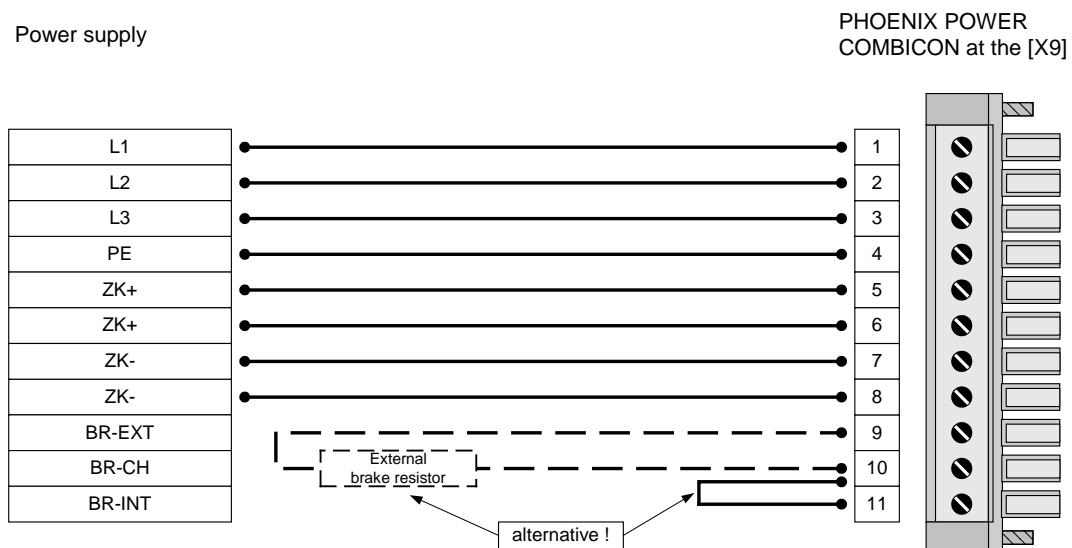 Power supply
PHOENIX POWER
COMBICON at the [X9]
L1
1
L2
2
L3
3
PE
4
ZK+
5
ZK+
6
ZK-
7
ZK-
8
BR-EXT
9
BR-CH
External
brake resistor
10
BR-INT
11
alternative !